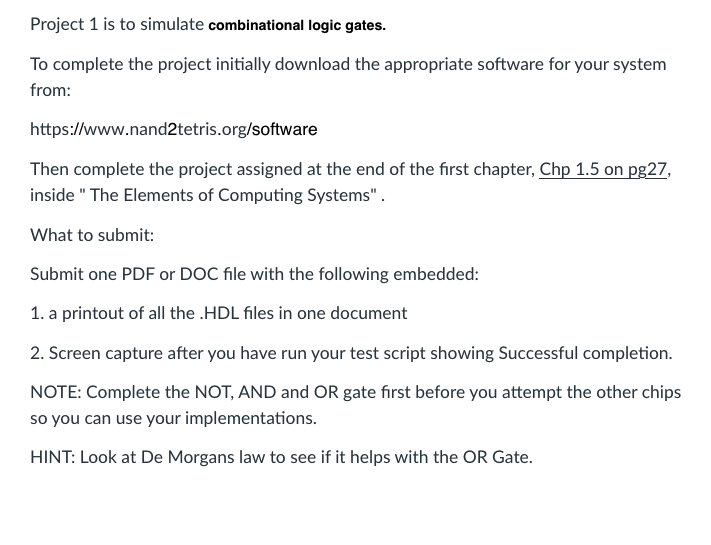 Project 1 is to simulate combinational logic gates.
To complete the project initially download the appropriate software for your system
from:
https://www.nand2tetris.org/software
Then complete the project assigned at the end of the first chapter, Chp 1.5 on pg27,
inside " The Elements of Computing Systems" .
What to submit:
Submit one PDF or DOC file with the following embedded:
1. a printout of all the .HDL files in one document
2. Screen capture after you have run your test script showing Successful completion.
NOTE: Complete the NOT, AND and OR gate first before you attempt the other chips
so you can use your implementations.
HINT: Look at De Morgans law to see if it helps with the OR Gate.